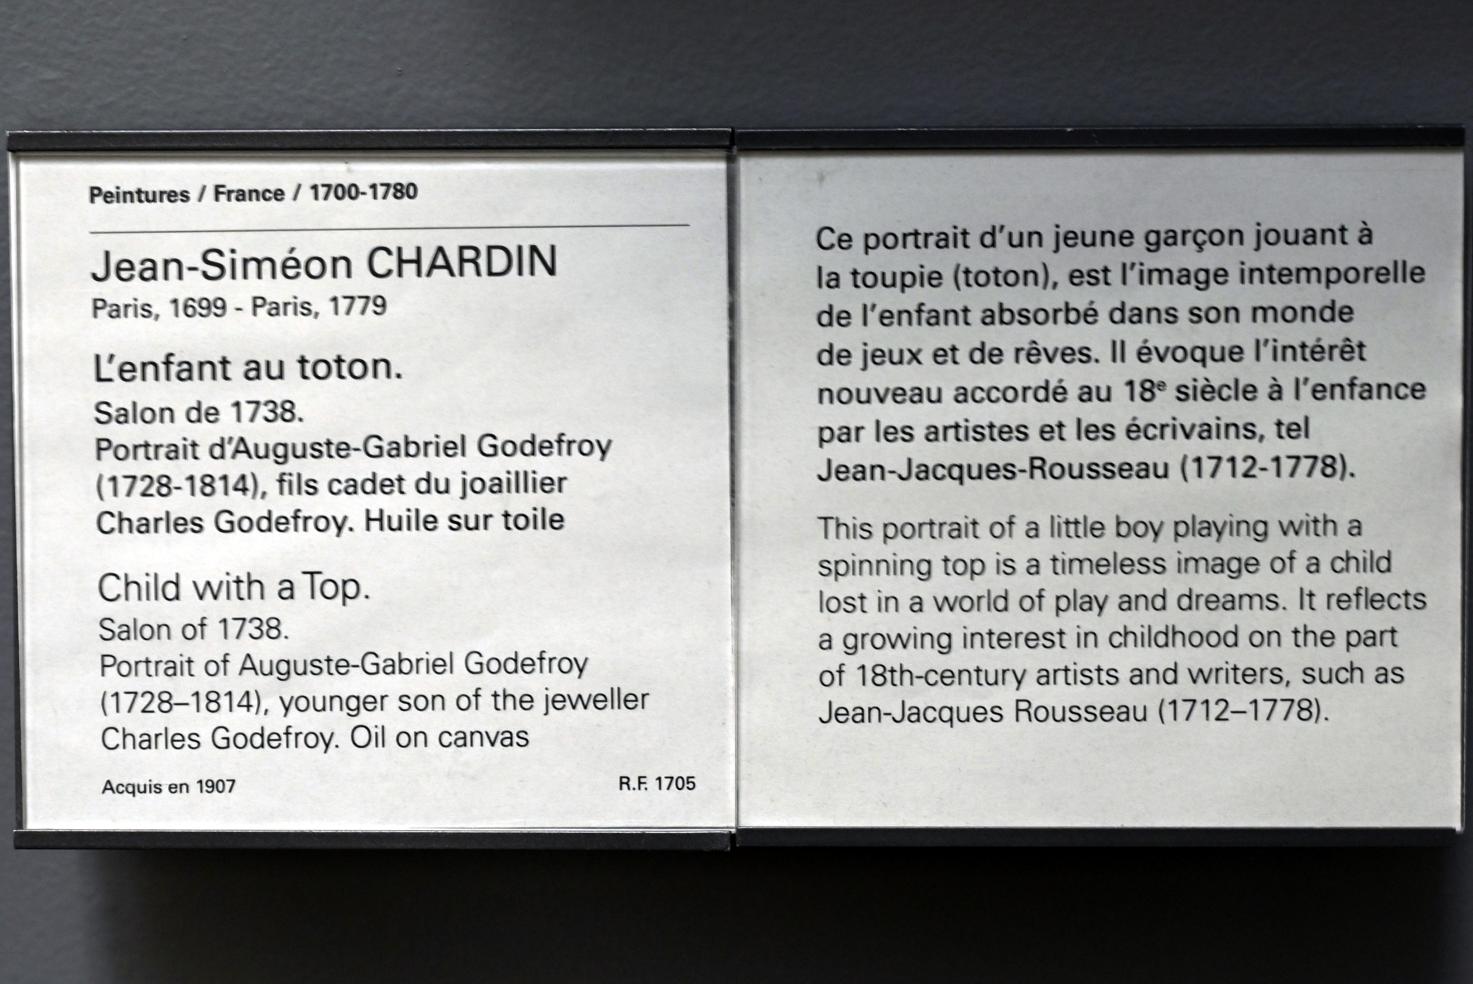 Peintures / France / 1700-1780
Jean-Siméon CHARDIN
Paris, 1699 - Paris, 1779
L'enfant au toton.
Salon de 1738.
Portrait d'Auguste-Gabriel Godefroy
(1728-1814), fils cadet du joaillier
Charles Godefroy. Huile sur toile
Child with a Top.
Salon of 1738.
Portrait of Auguste-Gabriel Godefroy
(1728–1814), younger son of the jeweller
Charles Godefroy. Oil on canvas
Acquis en 1907 R.F. 1705
Ce portrait d'un jeune garçon jouant à
la toupie (toton), est l'image intemporelle
de l'enfant absorbé dans son monde
de jeux et de rêves. Il évoque l'intérêt
nouveau accordé au 18e siècle à l'enfance
par les artistes et les écrivains, tel
Jean-Jacques-Rousseau (1712-1778).
This portrait of a little boy playing with a
spinning top is a timeless image of a child
lost in a world of play and dreams. It reflects
a growing interest in childhood on the part
of 18th-century artists and writers, such as
Jean-Jacques Rousseau (1712–1778).